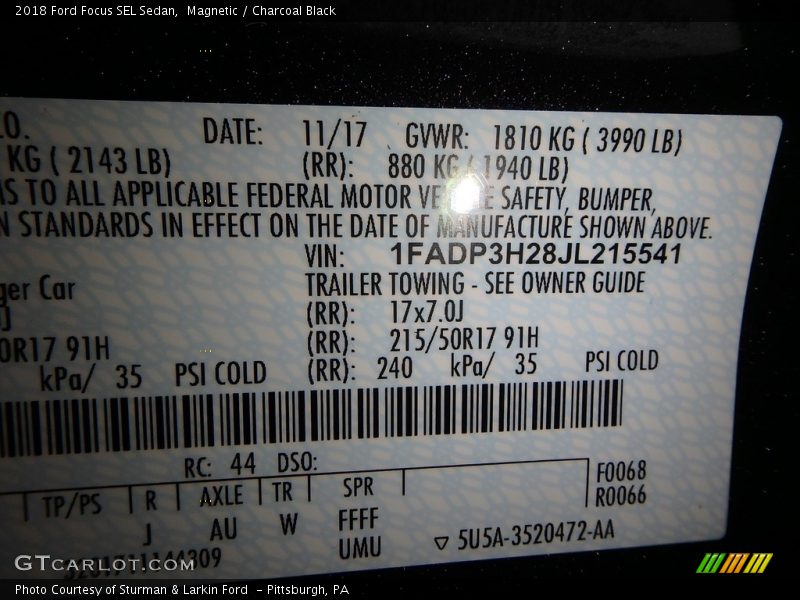 2018 Ford Focus SEL Sedan, Magnetic / Charcoal Black
DATE: 11/17 GVWR: 1810 KG ( 3990 LB)
KG ( 2143 LB) (RR): 880 KG ( 1940 LB)
TO ALL APPLICABLE FEDERAL MOTOR SAFETY, BUMPER,
STANDARDS IN EFFECT ON THE DATE OF MANUFACTURE SHOWN ABOVE.
VIN: 1FADP3H28JL215541
Car TRAILER TOWING - SEE OWNER GUIDE
(RR): 17x7.0J
0R17 91H (RR): 215/50R17 91H
kPa/ 35 PSI COLD (RR): 240 kPa/ 35 PSI COLD
RC: 44 DSO:
TP/PS R AXLE TR SPR F0068
R0066
J AU W FFFF
UMU ▽ 5U5A-3520472-AA
GTCARLOT.COM
Photo Courtesy of Sturman & Larkin Ford - Pittsburgh, PA